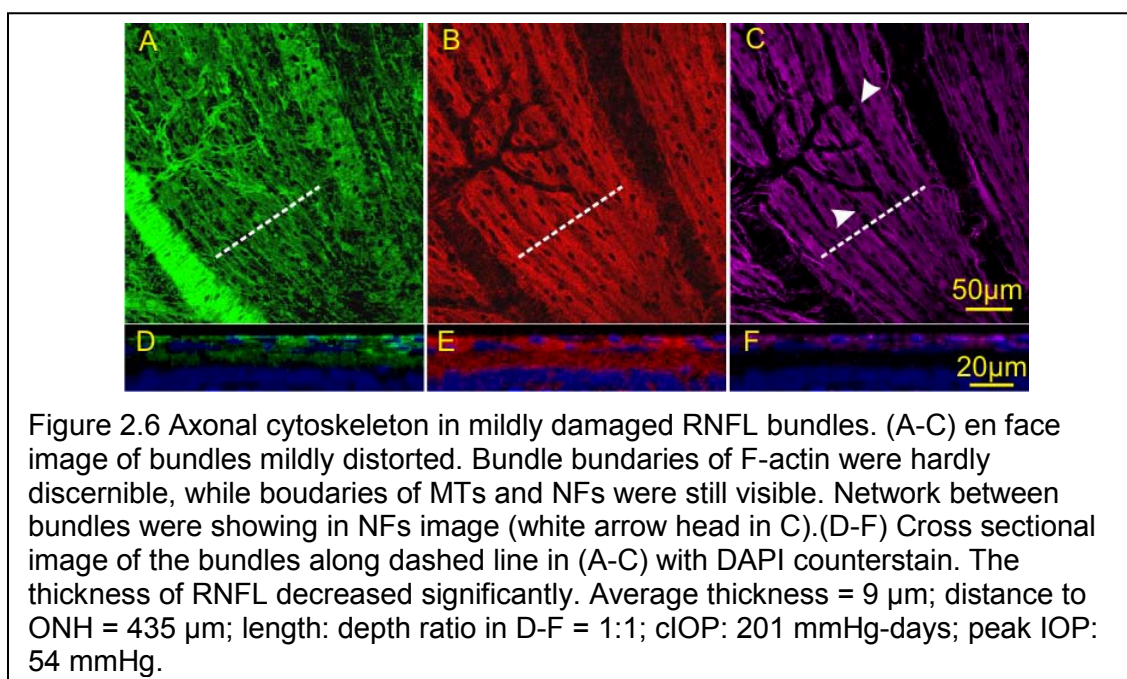 A
B
C
50µm
D
E
F
20µm
Figure 2.6 Axonal cytoskeleton in mildly damaged RNFL bundles. (A-C) en face
image of bundles mildly distorted. Bundle bundaries of F-actin were hardly
discernible, while boudaries of MTs and NFs were still visible. Network between
bundles were showing in NFs image (white arrow head in C).(D-F) Cross sectional
image of the bundles along dashed line in (A-C) with DAPI counterstain. The
thickness of RNFL decreased significantly. Average thickness = 9 µm; distance to
ONH = 435 µm; length: depth ratio in D-F = 1:1; cIOP: 201 mmHg-days; peak IOP:
54 mmHg.